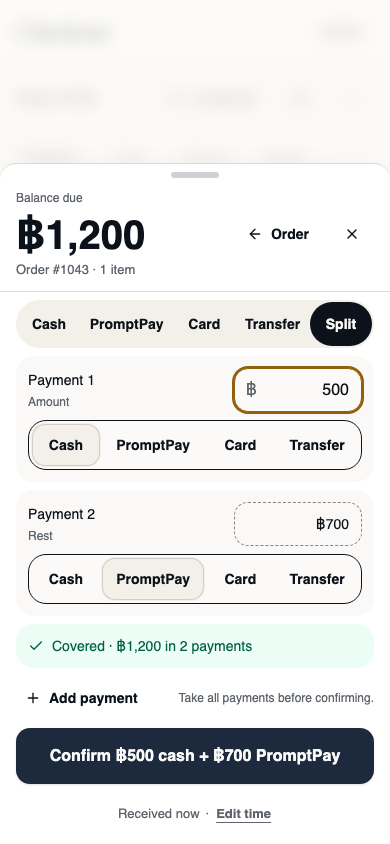 Balance due
฿1,200
← Order ×
Order #1043 · 1 item
Cash PromptPay Card Transfer Split
Payment 1
Amount
฿ 500
Cash PromptPay Card Transfer
Payment 2
Rest
฿700
Cash PromptPay Card Transfer
✓ Covered · ฿1,200 in 2 payments
+ Add payment Take all payments before confirming.
Confirm ฿500 cash + ฿700 PromptPay
Received now · Edit time